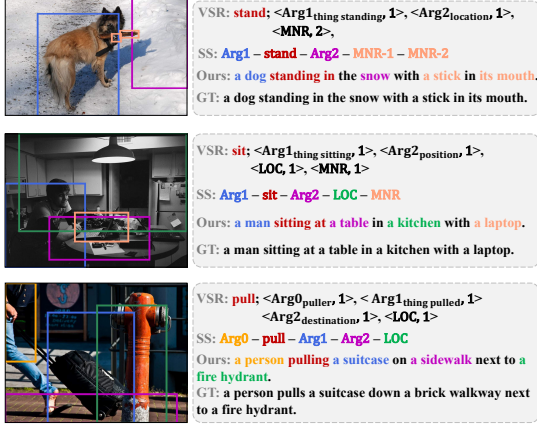 VSR: stand; <Arg1thing standing, 1>, <Arg2location, 1>,
<MNR, 2>,
SS: Arg1 – stand – Arg2 – MNR-1 – MNR-2
Ours: a dog standing in the snow with a stick in its mouth.
GT: a dog standing in the snow with a stick in its mouth.
VSR: sit; <Arg1thing sitting, 1>, <Arg2position, 1>,
<LOC, 1>, <MNR, 1>
SS: Arg1 – sit – Arg2 – LOC – MNR
Ours: a man sitting at a table in a kitchen with a laptop.
GT: a man sitting at a table in a kitchen with a laptop.
VSR: pull; <Arg0puller, 1>, < Arg1thing pulled, 1>
<Arg2destination, 1>, <LOC, 1>
SS: Arg0 – pull – Arg1 – Arg2 – LOC
Ours: a person pulling a suitcase on a sidewalk next to a
fire hydrant.
GT: a person pulls a suitcase down a brick walkway next
to a fire hydrant.